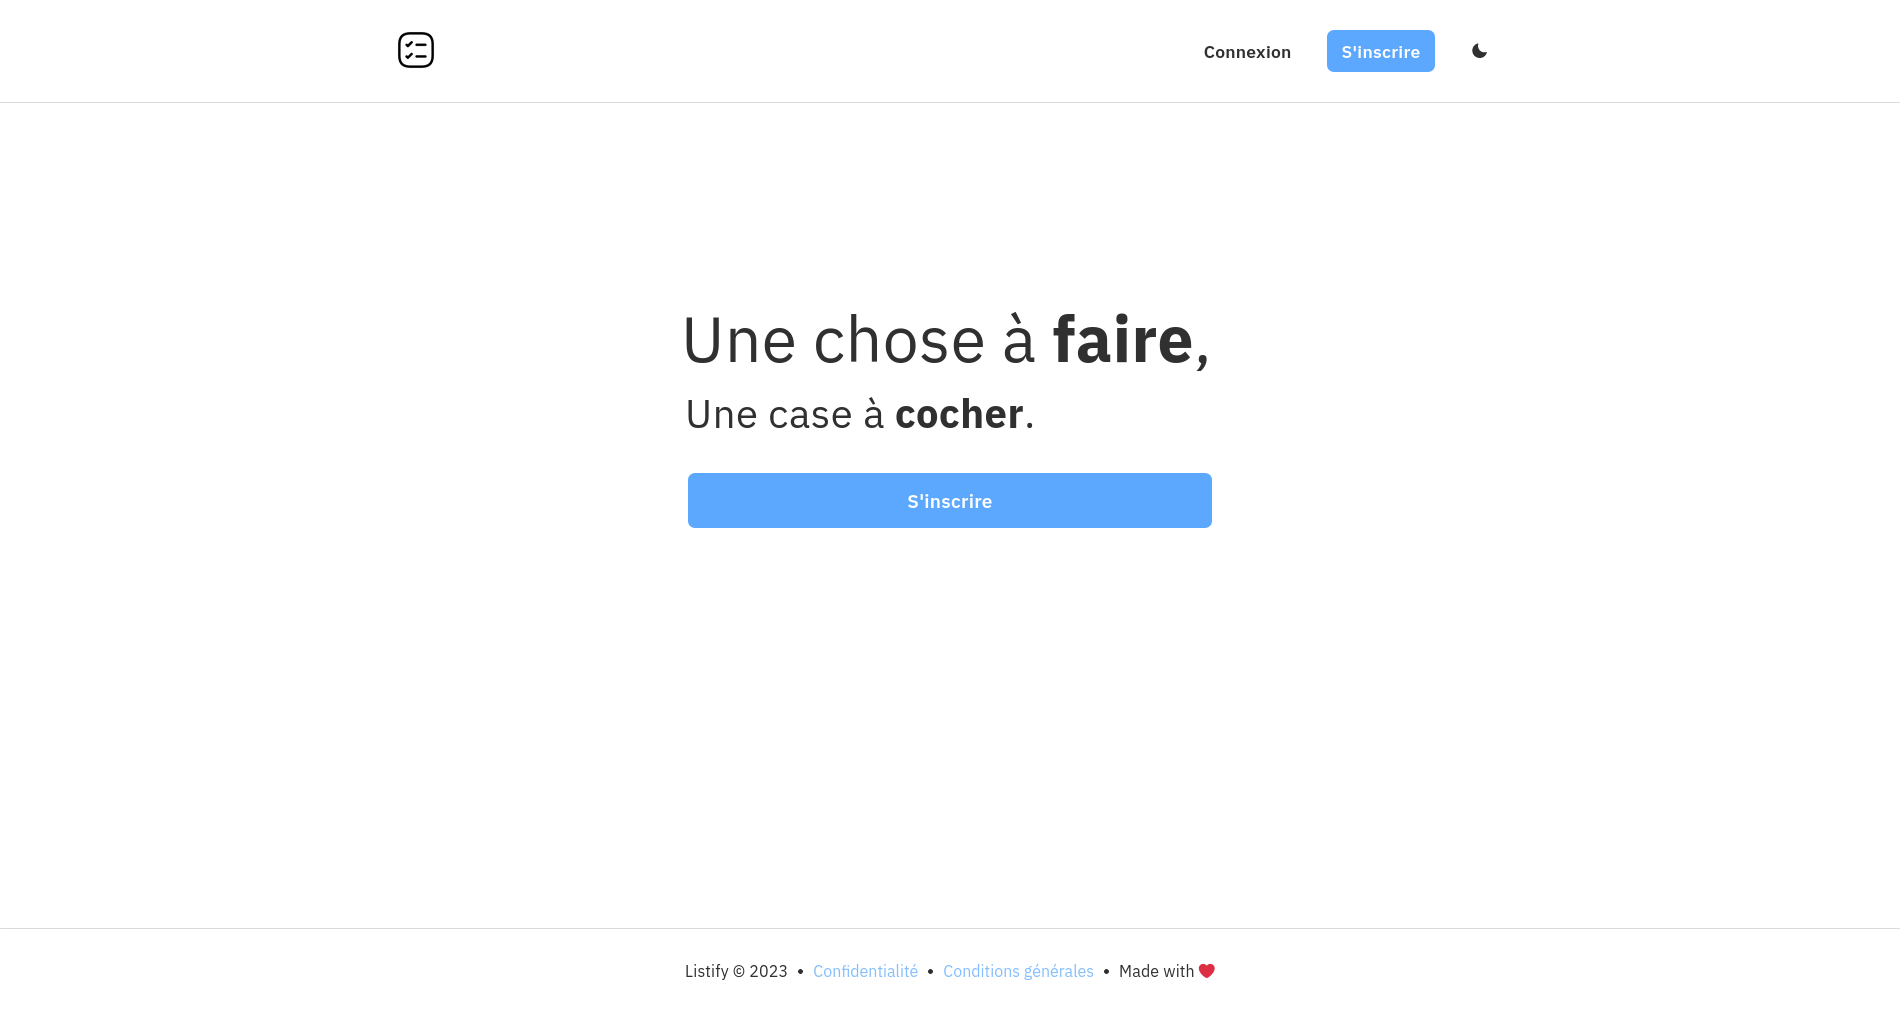 Connexion S'inscrire
Une chose à faire,
Une case à cocher.
S'inscrire
Listify © 2023 • Confidentialité • Conditions générales • Made with ❤️